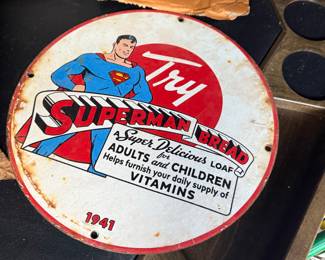 Try
SUPERMAN BREAD
A Super Delicious LOAF
for
ADULTS and CHILDREN
Helps furnish your daily supply of
VITAMINS
1941